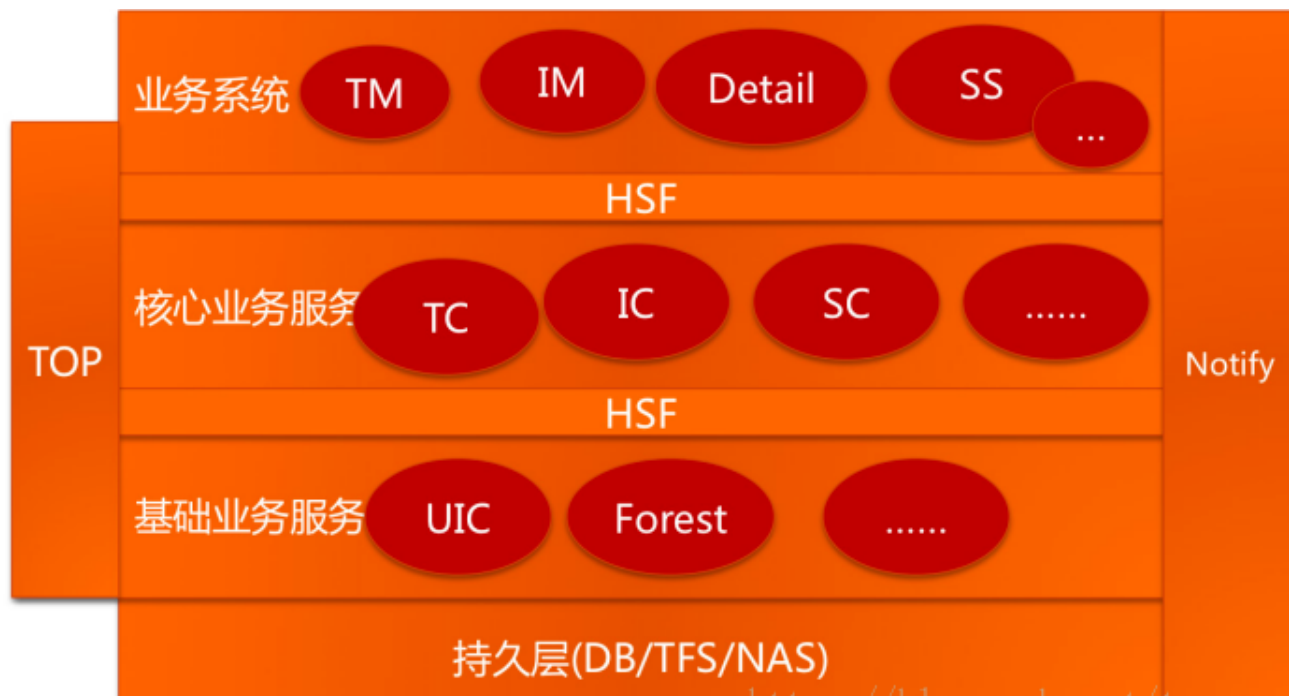 业务系统
TM
IM
Detail
SS
...
HSF
核心业务服务
TC
IC
SC
......
TOP
HSF
Notify
基础业务服务
UIC
Forest
......
持久层(DB/TFS/NAS)